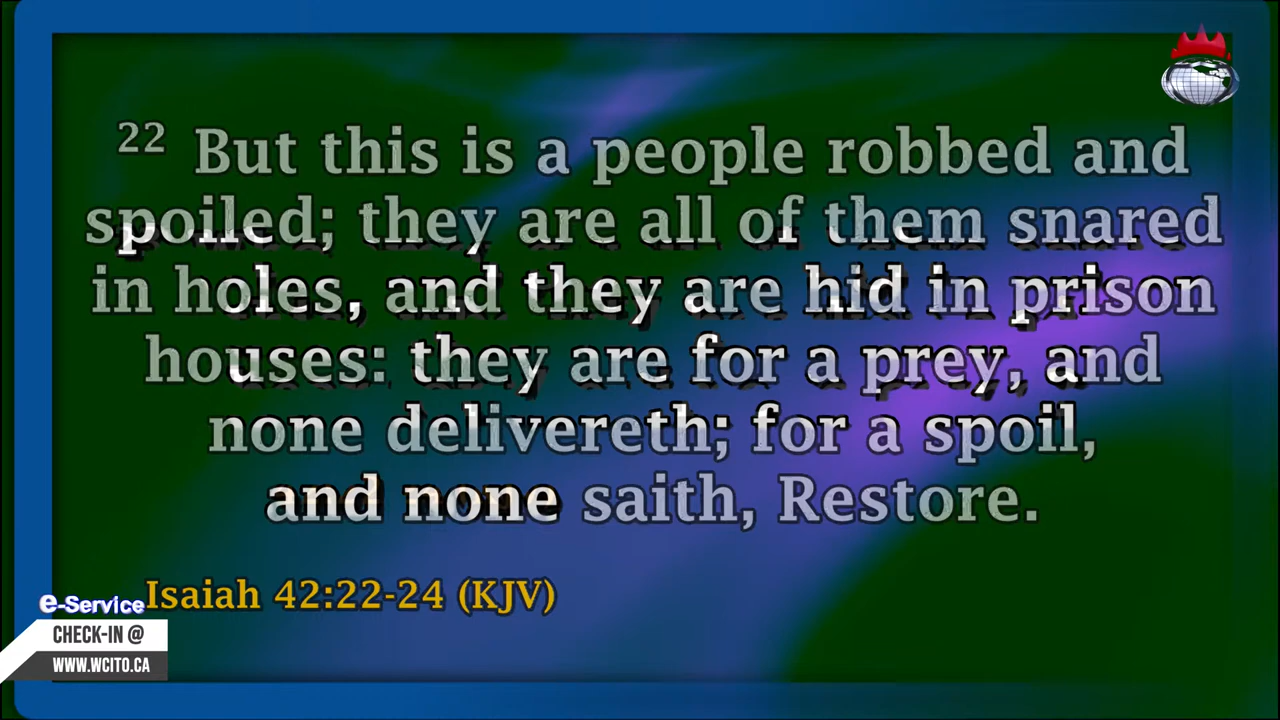 22 But this is a people robbed and
spoiled; they are all of them snared
in holes, and they are hid in prison
houses: they are for a prey, and
none delivereth; for a spoil,
and none saith, Restore.
Isaiah 42:22-24 (KJV)
e-Service
CHECK-IN @
WWW.WCITO.CA